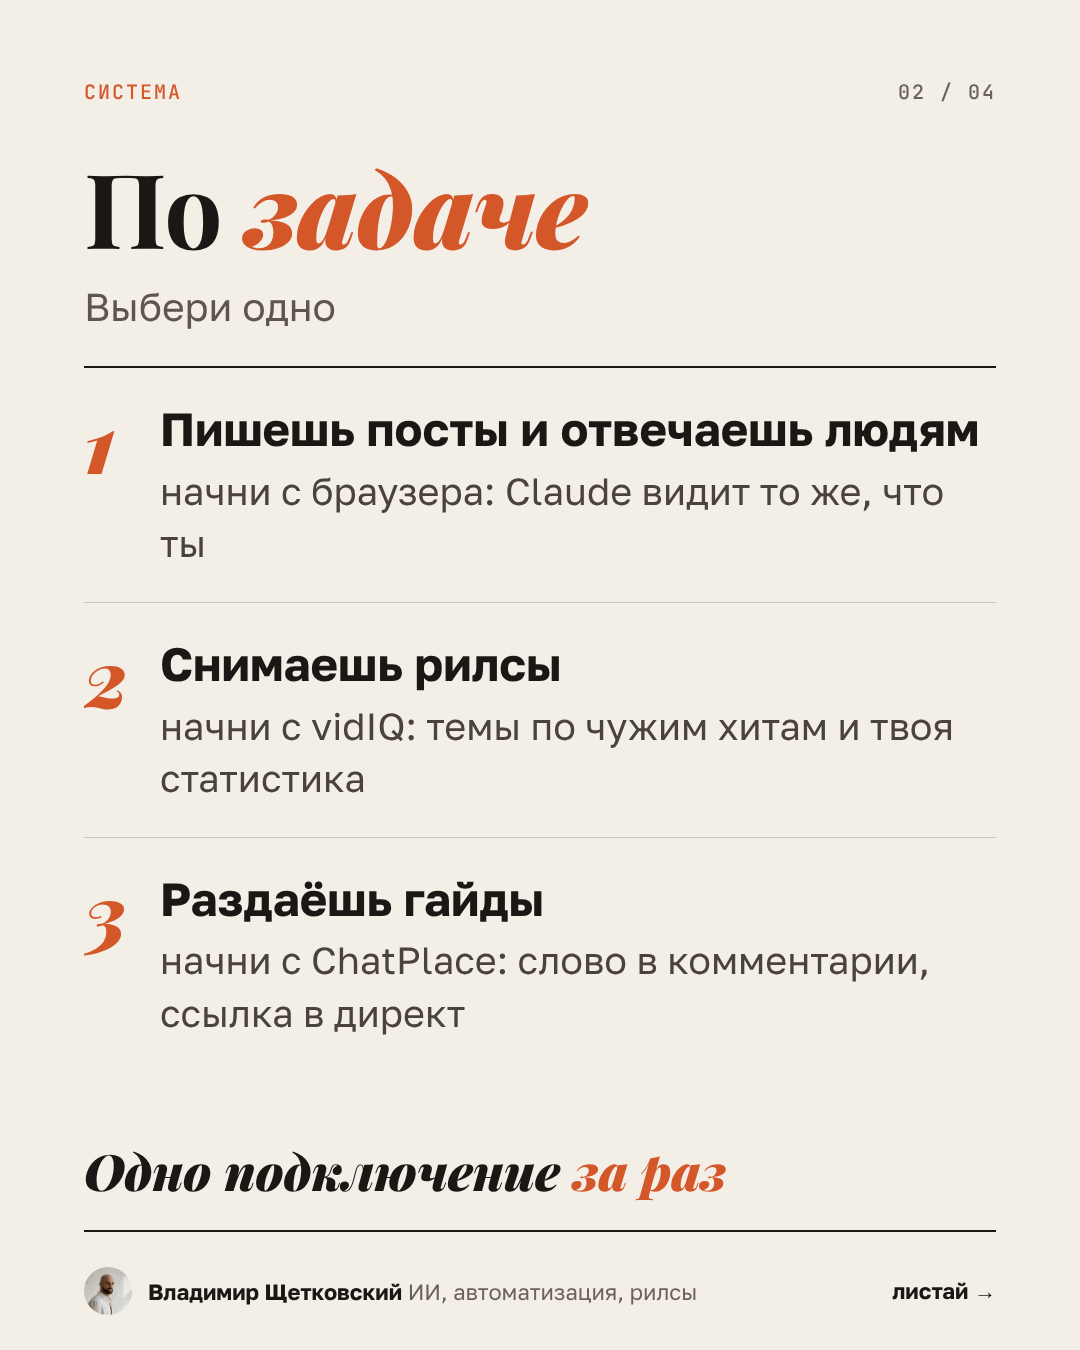 СИСТЕМА
02 / 04
По задаче
Выбери одно
1
Пишешь посты и отвечаешь людям
начни с браузера: Claude видит то же, что
ты
2
Снимаешь рилсы
начни с vidIQ: темы по чужим хитам и твоя
статистика
3
Раздаёшь гайды
начни с ChatPlace: слово в комментарии,
ссылка в директ
Одно подключение за раз
Владимир Щетковский ИИ, автоматизация, рилсы
листай →